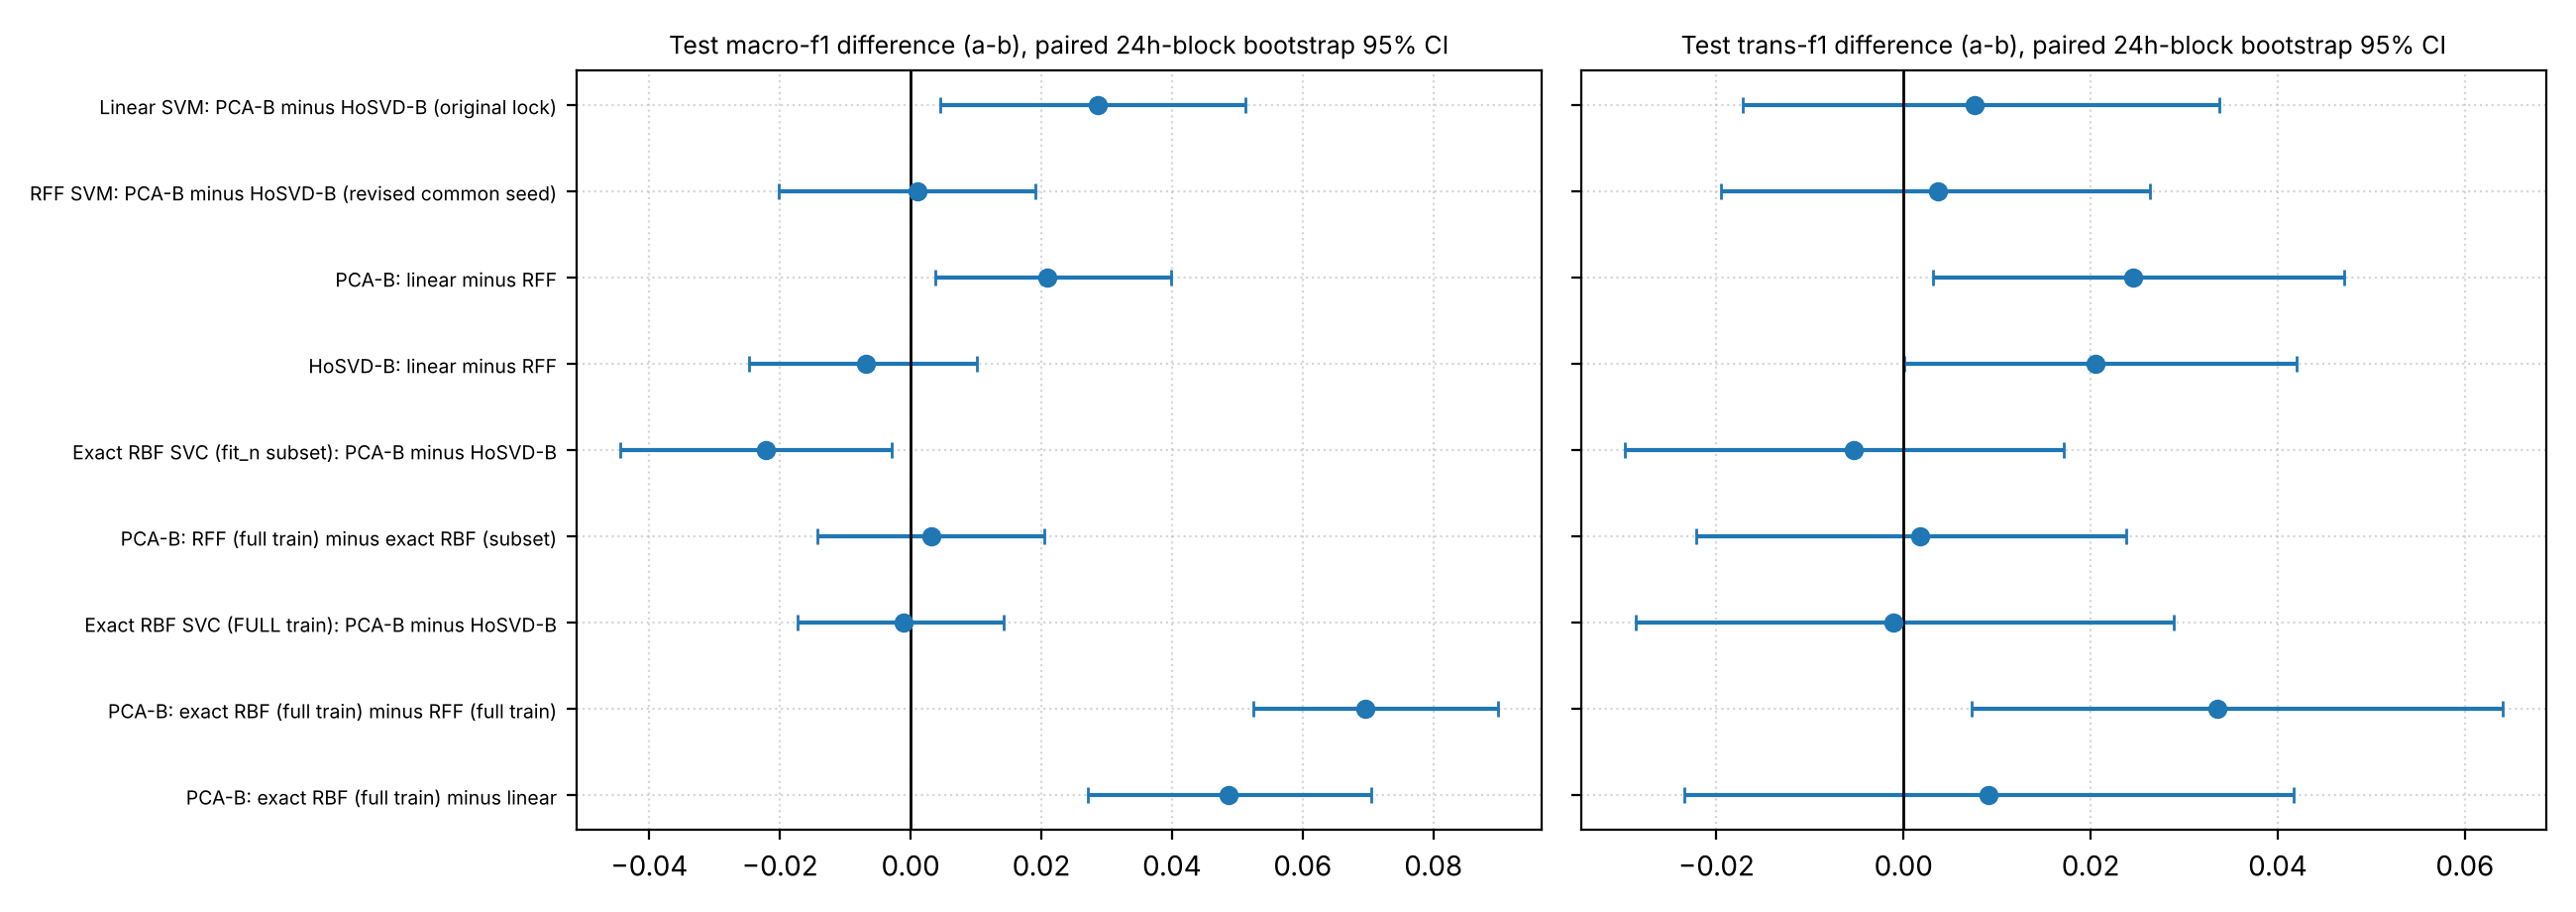 Test macro-f1 difference (a-b), paired 24h-block bootstrap 95% CI
Test trans-f1 difference (a-b), paired 24h-block bootstrap 95% CI
Linear SVM: PCA-B minus HoSVD-B (original lock)
RFF SVM: PCA-B minus HoSVD-B (revised common seed)
PCA-B: linear minus RFF
HoSVD-B: linear minus RFF
Exact RBF SVC (fit_n subset): PCA-B minus HoSVD-B
PCA-B: RFF (full train) minus exact RBF (subset)
Exact RBF SVC (FULL train): PCA-B minus HoSVD-B
PCA-B: exact RBF (full train) minus RFF (full train)
PCA-B: exact RBF (full train) minus linear
−0.04 −0.02 0.00 0.02 0.04 0.06 0.08
−0.02 0.00 0.02 0.04 0.06